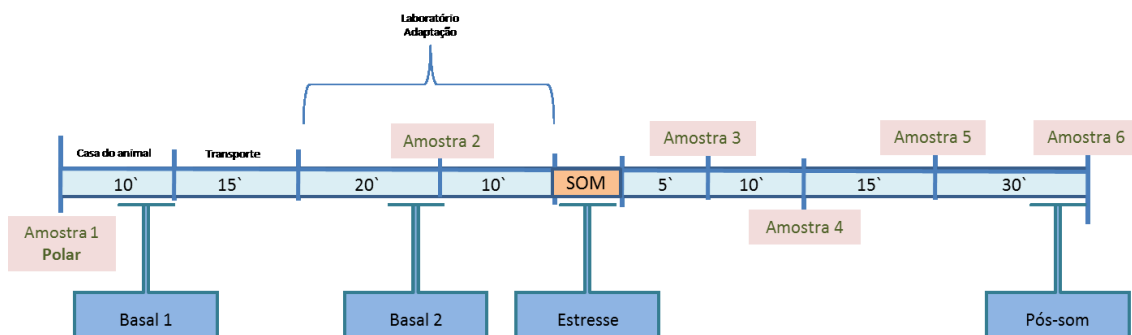 Laboratório
Adaptação
Amostra 2
Amostra 3
Amostra 5
Amostra 6
Casa do animal
Transporte
10`
15`
20`
10`
SOM
5`
10`
15`
30`
Amostra 1
Polar
Amostra 4
Basal 1
Basal 2
Estresse
Pós-som